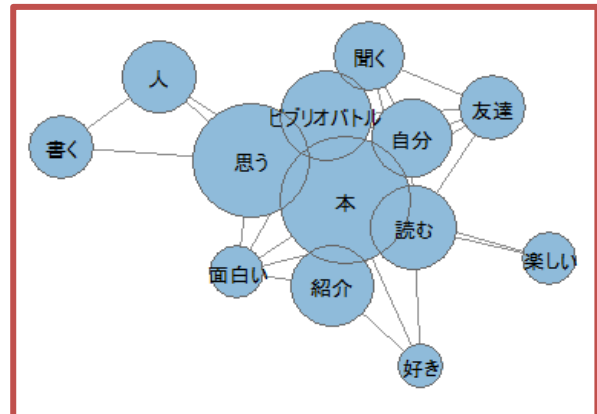 聞く
人
友達
ビブリオバトル
自分
書く
思う
本
読む
楽しい
面白い
紹介
好き